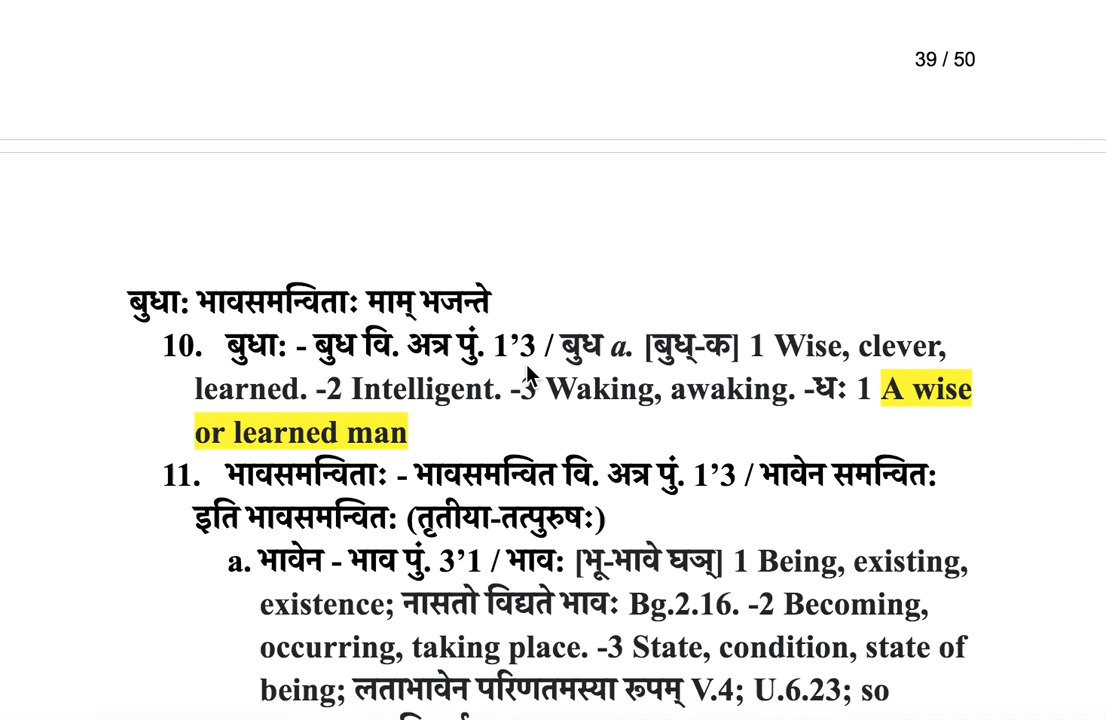 39 / 50
बुधा: भावसमन्विताः माम् भजन्ते
10. बुधा: - बुध वि. अत्र पुं. 1’3 / बुध a. [बुध्-क] 1 Wise, clever,
learned. -2 Intelligent. -3 Waking, awaking. -धः 1 A wise
or learned man
11. भावसमन्विताः - भावसमन्वित वि. अत्र पुं. 1’3 / भावेन समन्वित:
इति भावसमन्वित: (तृतीया-तत्पुरुषः)
a. भावेन - भाव पुं. 3’1 / भाव: [भू-भावे घञ्] 1 Being, existing,
existence; नासतो विद्यते भावः Bg.2.16. -2 Becoming,
occurring, taking place. -3 State, condition, state of
being; लताभावेन परिणतमस्या रूपम् V.4; U.6.23; so